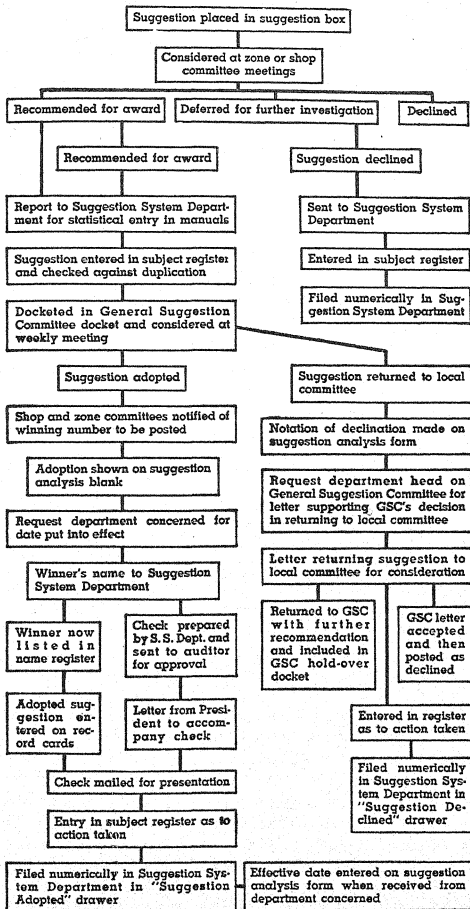 Suggestion placed in suggestion box
Considered at zone or shop
committee meetings
Recommended for award
Deferred for further investigation
Declined
Recommended for award
Suggestion declined
Report to Suggestion System Depart-
ment for statistical entry in manuals
Sent to Suggestion System
Department
Suggestion entered in subject register
and checked against duplication
Entered in subject register
Docketed in General Suggestion
Committee docket and considered at
weekly meeting
Filed numerically in Sug-
gestion System Department
Suggestion adopted
Suggestion returned to local
committee
Shop and zone committees notified of
winning number to be posted
Notation of declination made on
suggestion analysis form
Adoption shown on suggestion
analysis blank
Request department head on
General Suggestion Committee for
letter supporting GSC's decision
in returning to local committee
Request department concerned for
date put into effect
Letter returning suggestion to
local committee for consideration
Winner's name to Suggestion
System Department
Winner now
listed in
name register
Check prepared
by S. S. Dept. and
sent to auditor
for approval
Returned to GSC
with further
recommendation
and included in
GSC hold-over
docket
GSC letter
accepted
and then
posted as
declined
Adopted sug-
gestion en-
tered on rec-
ord cards
Letter from Pres-
ident to accom-
pany check
Entered in register
as to action taken
Check mailed for presentation
Filed numerically
in Suggestion Sys-
tem Department in
"Suggestion De-
clined" drawer
Entry in subject register as to
action taken
Filed numerically in Suggestion Sys-
tem Department in "Suggestion
Adopted" drawer
Effective date entered on suggestion
analysis form when received from
department concerned